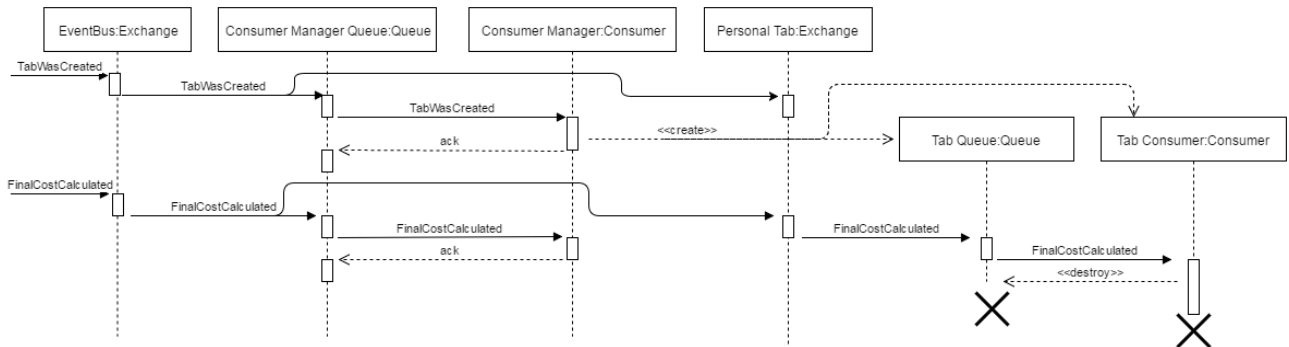 EventBus:Exchange
Consumer Manager Queue:Queue
Consumer Manager:Consumer
Personal Tab:Exchange
TabWasCreated
TabWasCreated
TabWasCreated
<<create>>
ack
Tab Queue:Queue
Tab Consumer:Consumer
FinalCostCalculated
FinalCostCalculated
FinalCostCalculated
FinalCostCalculated
ack
FinalCostCalculated
<<destroy>>